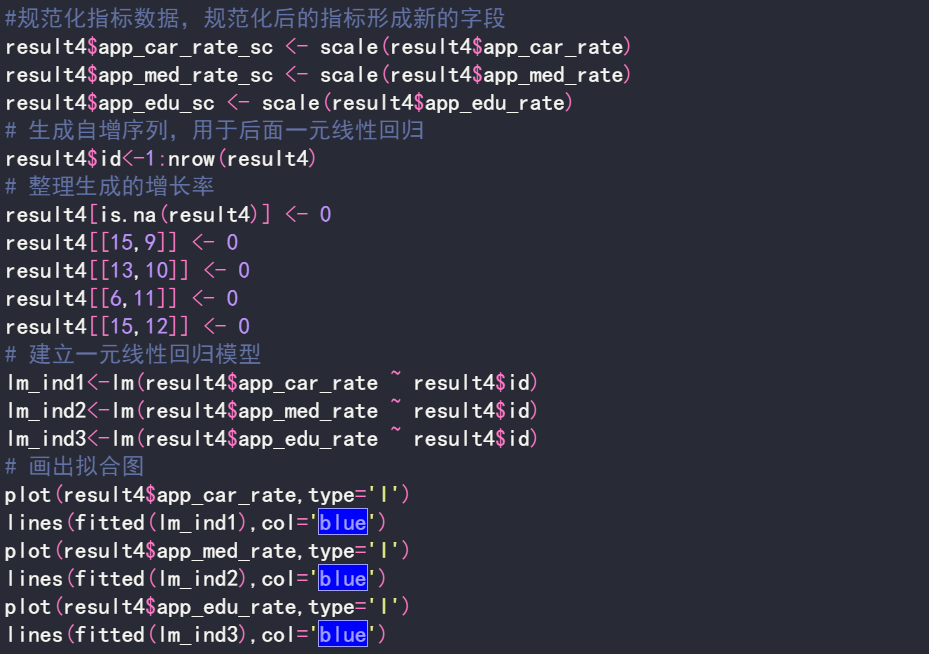 #规范化指标数据，规范化后的指标形成新的字段
result4$app_car_rate_sc <- scale(result4$app_car_rate)
result4$app_med_rate_sc <- scale(result4$app_med_rate)
result4$app_edu_sc <- scale(result4$app_edu_rate)
# 生成自增序列，用于后面一元线性回归
result4$id<-1:nrow(result4)
# 整理生成的增长率
result4[is.na(result4)] <- 0
result4[[15,9]] <- 0
result4[[13,10]] <- 0
result4[[6,11]] <- 0
result4[[15,12]] <- 0
# 建立一元线性回归模型
lm_ind1<-lm(result4$app_car_rate ~ result4$id)
lm_ind2<-lm(result4$app_med_rate ~ result4$id)
lm_ind3<-lm(result4$app_edu_rate ~ result4$id)
# 画出拟合图
plot(result4$app_car_rate,type='l')
lines(fitted(lm_ind1),col='blue')
plot(result4$app_med_rate,type='l')
lines(fitted(lm_ind2),col='blue')
plot(result4$app_edu_rate,type='l')
lines(fitted(lm_ind3),col='blue')